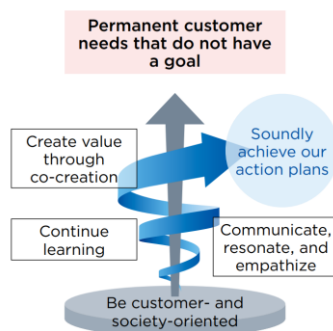 Permanent customer
needs that do not have
a goal
Create value
through
co-creation
Soundly
achieve our
action plans
Continue
learning
Communicate,
resonate, and
empathize
Be customer- and
society-oriented